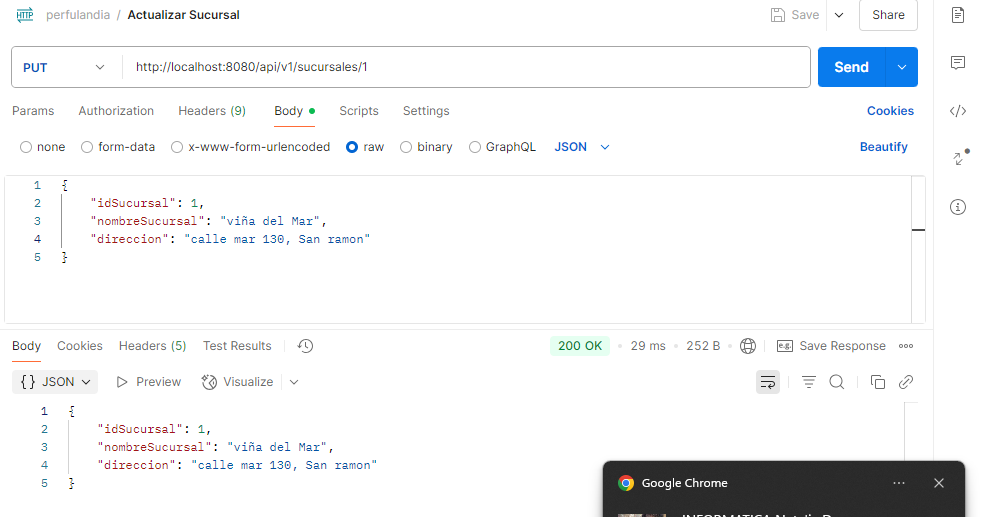 HTTP perfulandia / Actualizar Sucursal Save Share
PUT http://localhost:8080/api/v1/sucursales/1 Send
Params Authorization Headers (9) Body Scripts Settings Cookies
none form-data x-www-form-urlencoded raw binary GraphQL JSON Beautify
1 {
2 "idSucursal": 1,
3 "nombreSucursal": "viña del Mar",
4 "direccion": "calle mar 130, San ramon"
5 }
Body Cookies Headers (5) Test Results 200 OK • 29 ms • 252 B • e.g. Save Response
{} JSON Preview Visualize
1 {
2 "idSucursal": 1,
3 "nombreSucursal": "viña del Mar",
4 "direccion": "calle mar 130, San ramon"
5 }
Google Chrome